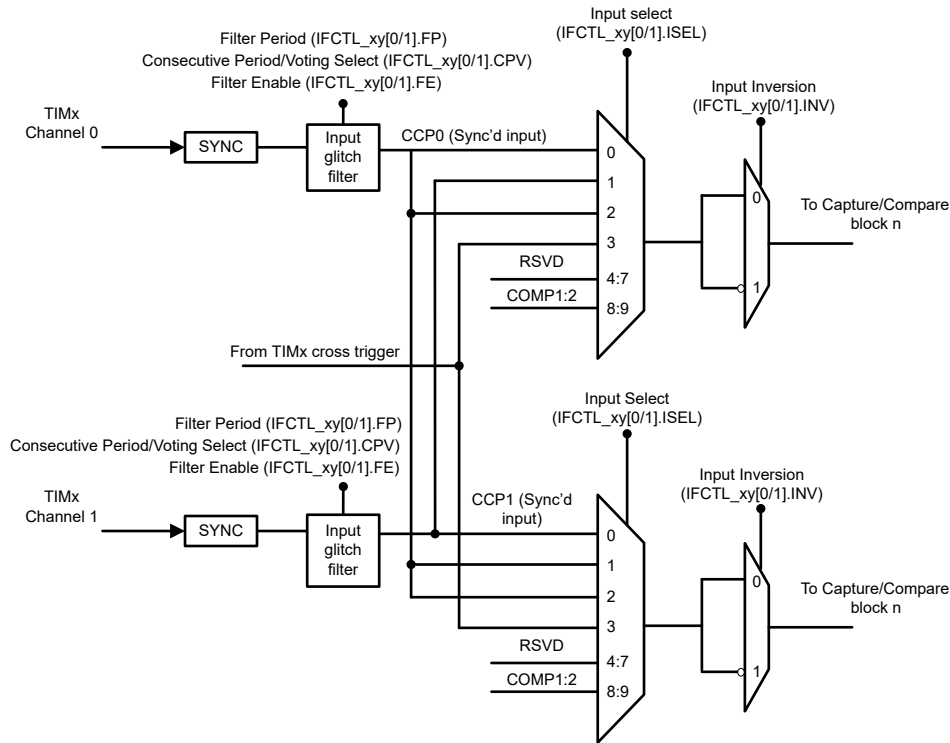 Input select
(IFCTL_xy[0/1].ISEL)
Filter Period (IFCTL_xy[0/1].FP)
Consecutive Period/Voting Select (IFCTL_xy[0/1].CPV)
Filter Enable (IFCTL_xy[0/1].FE)
Input Inversion
(IFCTL_xy[0/1].INV)
TIMx
Channel 0
SYNC
Input
glitch
filter
CCP0 (Sync'd input)
0
1
2
3
4:7
8:9
RSVD
COMP1:2
0
1
To Capture/Compare
block n
From TIMx cross trigger
Input Select
(IFCTL_xy[0/1].ISEL)
Filter Period (IFCTL_xy[0/1].FP)
Consecutive Period/Voting Select (IFCTL_xy[0/1].CPV)
Filter Enable (IFCTL_xy[0/1].FE)
Input Inversion
(IFCTL_xy[0/1].INV)
TIMx
Channel 1
SYNC
Input
glitch
filter
CCP1 (Sync'd
input)
0
1
2
3
4:7
8:9
RSVD
COMP1:2
0
1
To Capture/Compare
block n